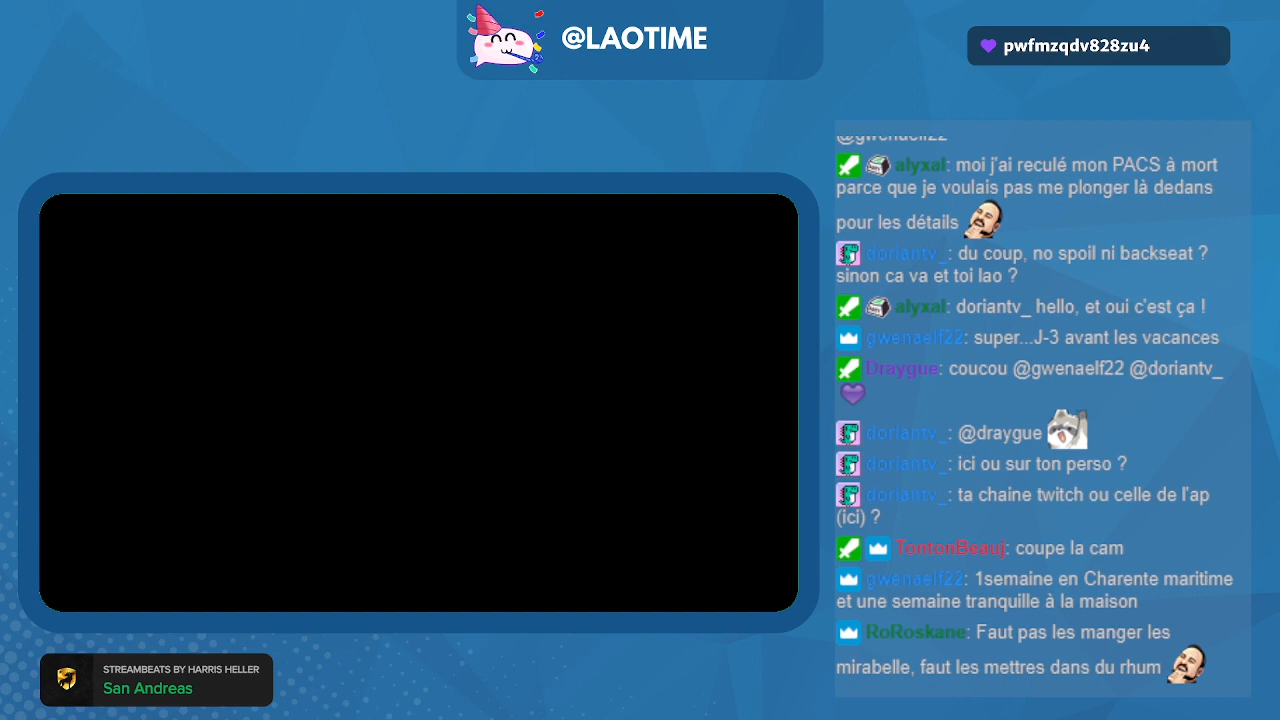 @LAOTIME
pwfmzqdv828zu4
@gwenaelf22
alyxal: moi j'ai reculé mon PACS à mort
parce que je voulais pas me plonger là dedans
pour les détails
doriantv_: du coup, no spoil ni backseat ?
sinon ca va et toi lao ?
alyxal: doriantv_ hello, et oui c'est ça !
gwenaelf22: super...J-3 avant les vacances
Draygue: coucou @gwenaelf22 @doriantv_
doriantv_: @draygue
doriantv_: ici ou sur ton perso ?
doriantv_: ta chaine twitch ou celle de l'ap
(ici) ?
TontonBeauj: coupe la cam
gwenaelf22: 1semaine en Charente maritime
et une semaine tranquille à la maison
RoRoskane: Faut pas les manger les
mirabelle, faut les mettres dans du rhum
STREAMBEATS BY HARRIS HELLER
San Andreas